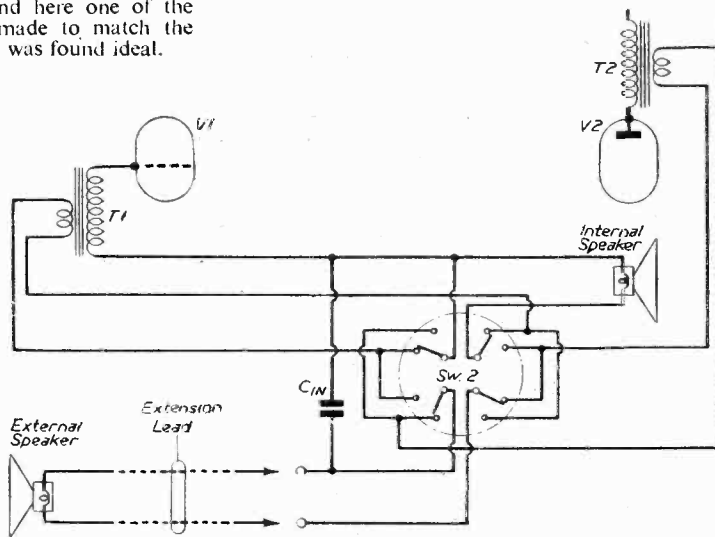 nd here one of the
made to match the
was found ideal.
T2
V2
V1
T1
Internal
Speaker
Sw.2
CIN
Extension
Lead
External
Speaker